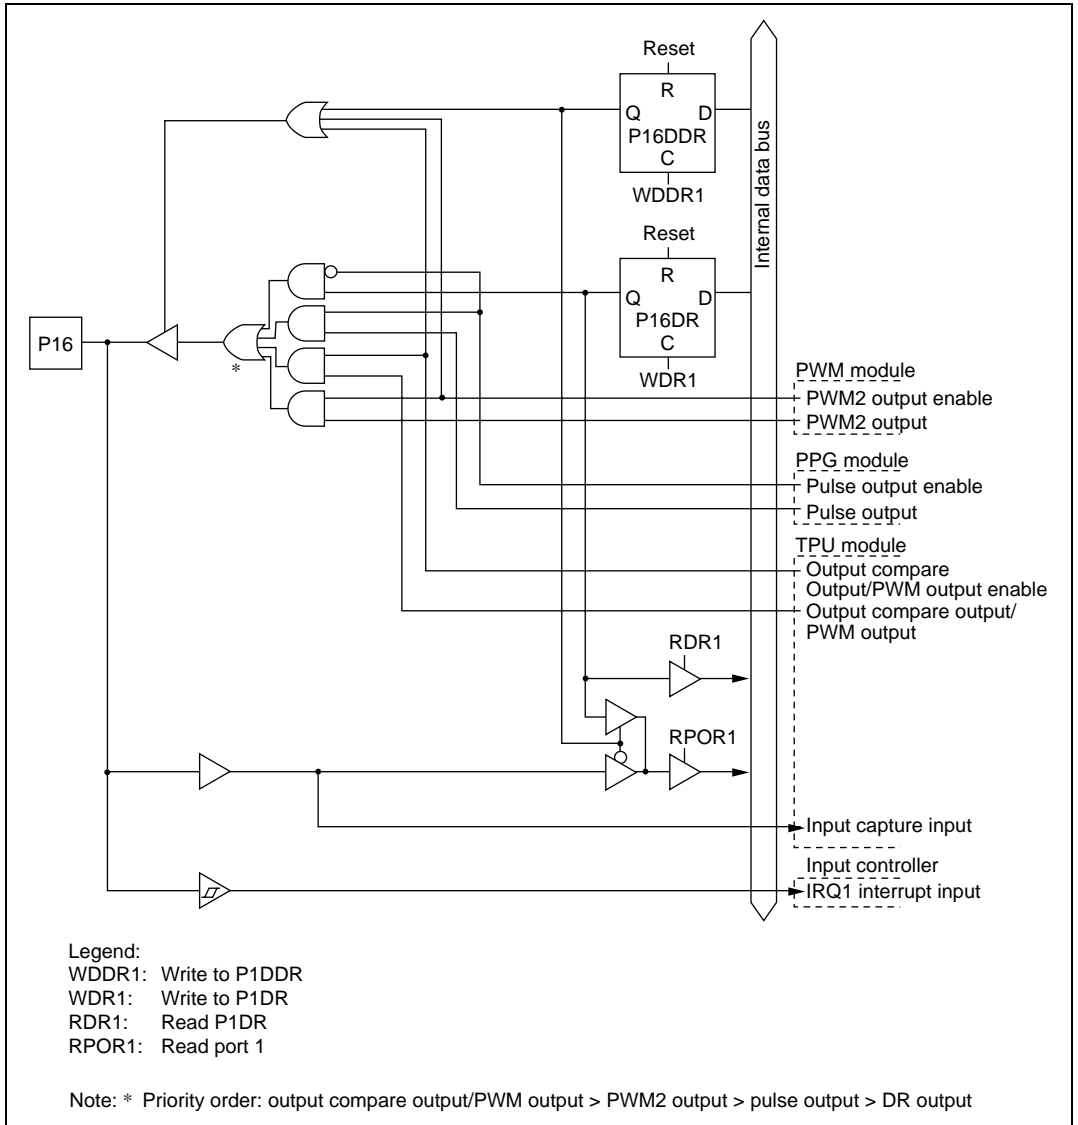 Reset
R
Q D
P16DDR
C
WDDR1
Internal data bus
Reset
R
Q D
P16DR
C
WDR1
P16
*
PWM module
PWM2 output enable
PWM2 output
PPG module
Pulse output enable
Pulse output
TPU module
Output compare
Output/PWM output enable
Output compare output/
PWM output
RDR1
RPOR1
Input capture input
Input controller
IRQ1 interrupt input
Legend:
WDDR1: Write to P1DDR
WDR1: Write to P1DR
RDR1: Read P1DR
RPOR1: Read port 1
Note: * Priority order: output compare output/PWM output > PWM2 output > pulse output > DR output